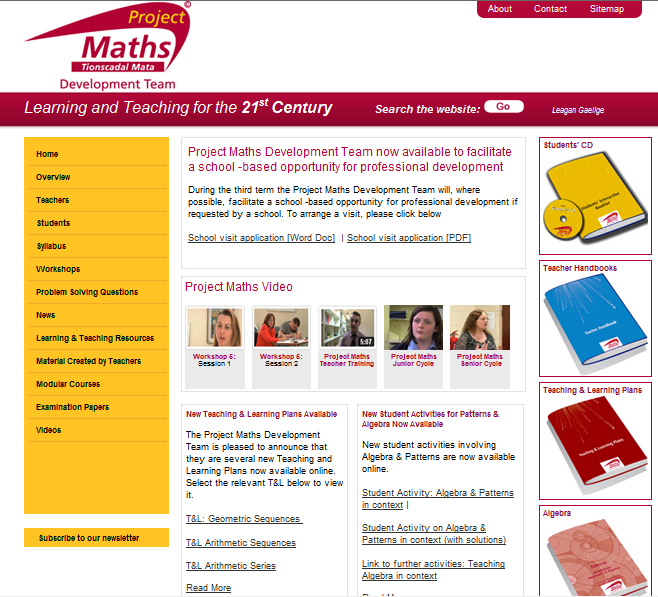 Project
Maths
©
Tionscadal Mata
Development Team
About Contact Sitemap
Learning and Teaching for the 21st Century
Search the website: Go
Leagan Gaeilge
Home
Overview
Teachers
Students
Syllabus
Workshops
Problem Solving Questions
News
Learning & Teaching Resources
Material Created by Teachers
Modular Courses
Examination Papers
Videos
Subscribe to our newsletter
Project Maths Development Team now available to facilitate
a school -based opportunity for professional development
During the third term the Project Maths Development Team will, where
possible, facilitate a school -based opportunity for professional development if
requested by a school. To arrange a visit, please click below
School visit application [Word Doc] | School visit application [PDF]
Project Maths Video
5:07
Workshop 6:
Session 1
Workshop 6:
Session 2
Project Maths
Teacher Training
Project Maths
Junior Cycle
Project Maths
Senior Cycle
New Teaching & Learning Plans Available
The Project Maths Development
Team is pleased to announce that
they are several new Teaching and
Learning Plans now available online.
Select the relevant T&L below to view
it.
T&L: Geometric Sequences
T&L Arithmetic Sequences
T&L Arithmetic Series
Read More
New Student Activities for Patterns &
Algebra Now Available
New student activities involving
Algebra & Patterns are now available
online.
Student Activity: Algebra & Patterns
in context |
Student Activity on Algebra &
Patterns in context (with solutions)
Link to further activities: Teaching
Algebra in context
Students' CD
Students' Interactive
Booklet
Teacher Handbooks
Teacher Handbook
Teaching & Learning Plans
Teaching & Learning Plans
Algebra